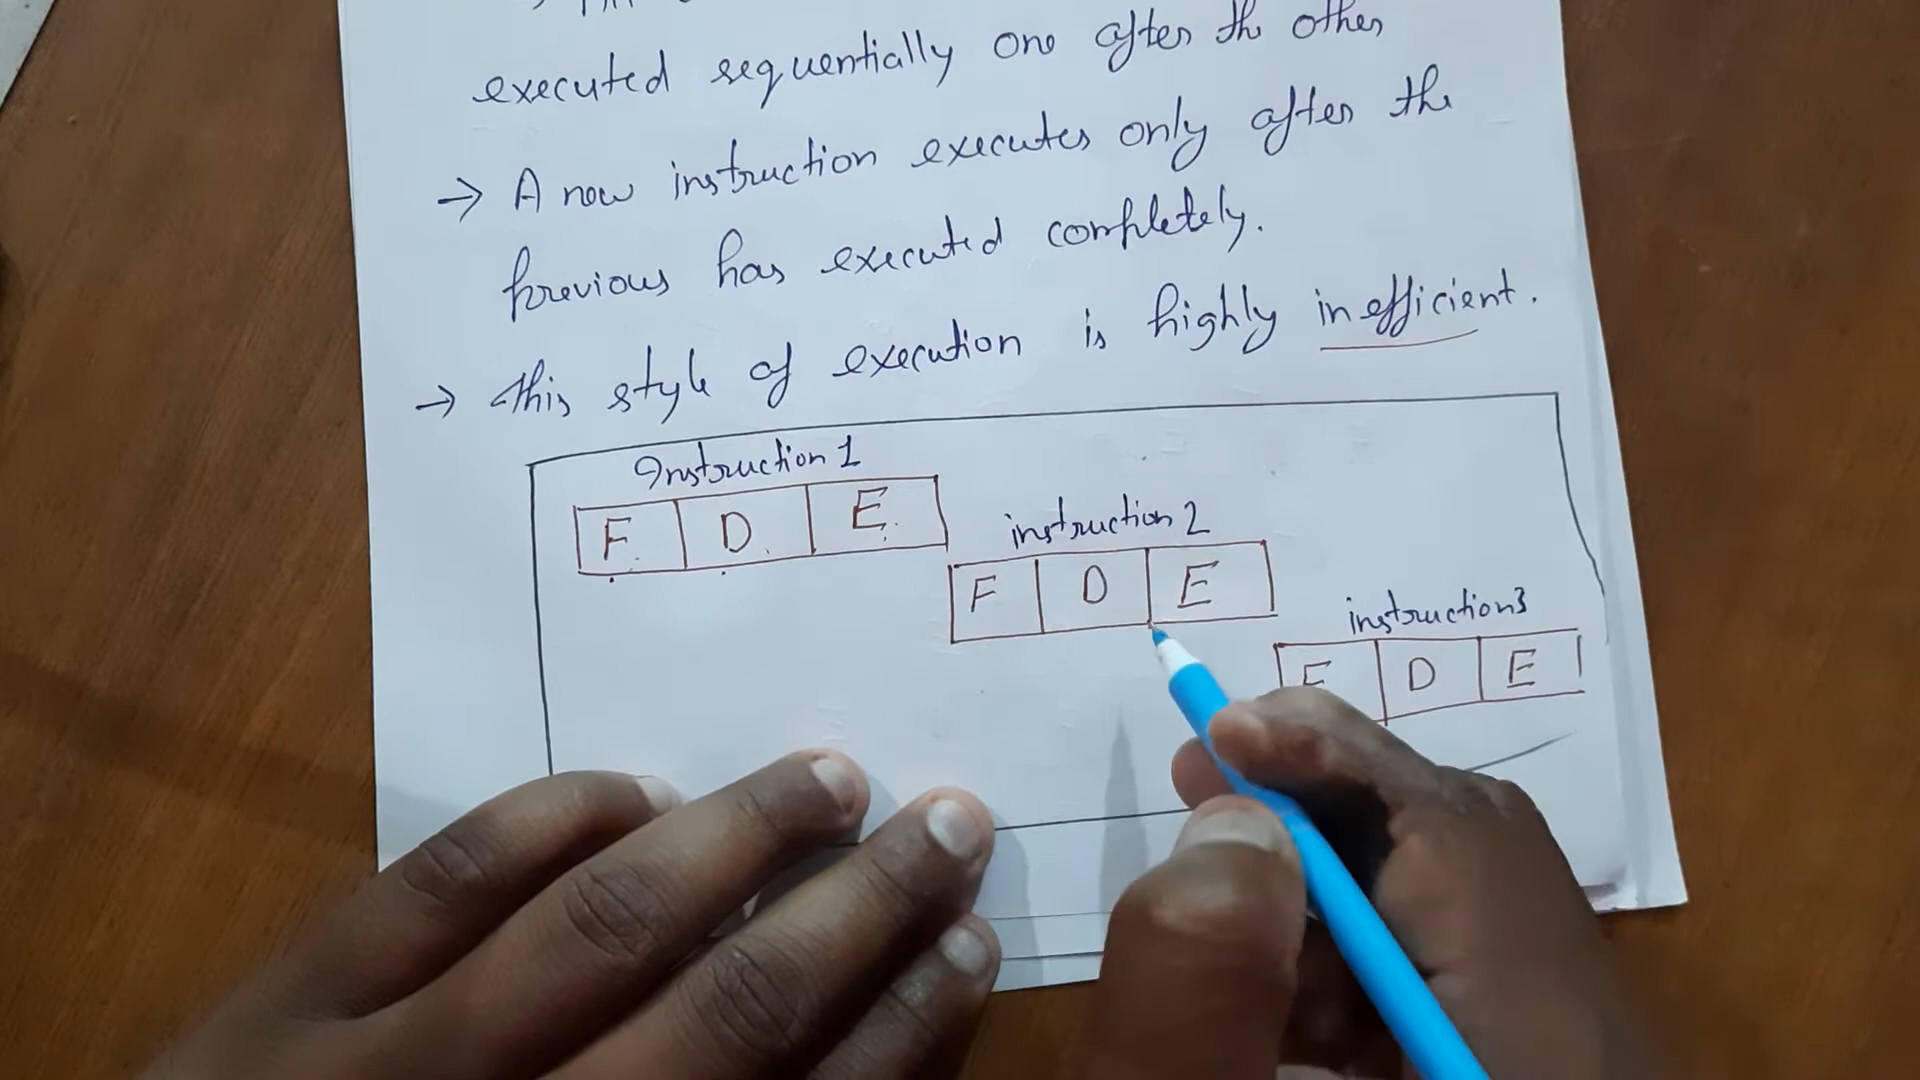 executed sequentially one after the other
→ A new instruction executes only after the
previous has executed completely.
→ This style of execution is highly inefficient.
Instruction 1
F D E
instruction 2
F D E
instruction3
F D E